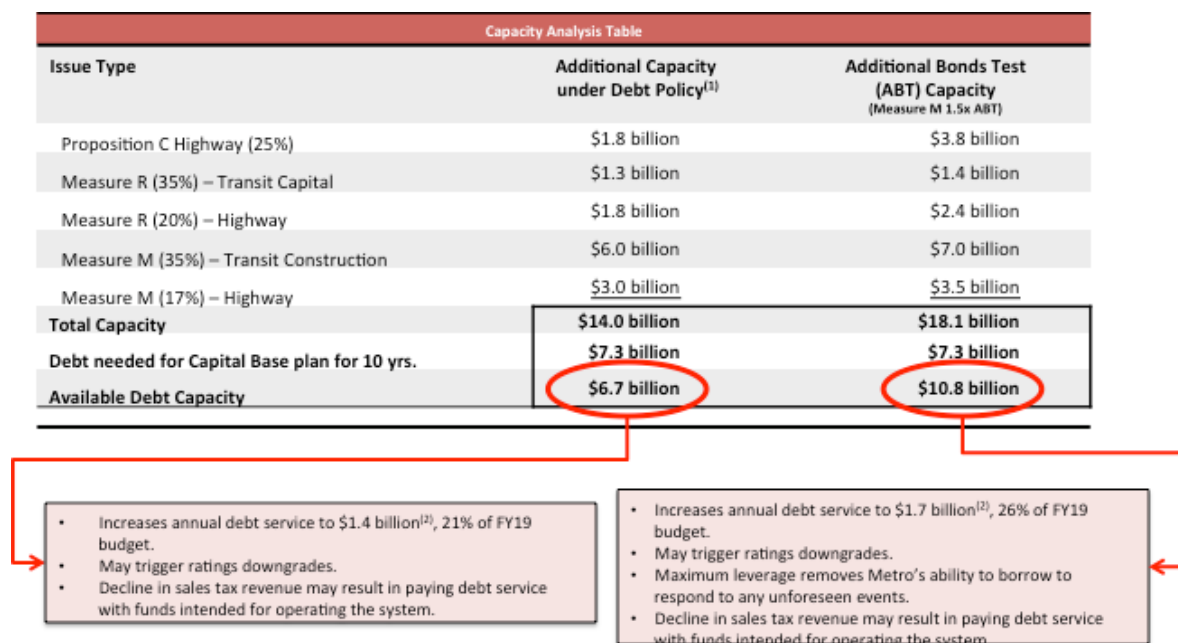 Capacity Analysis Table
Issue Type Additional Capacity under Debt Policy(1) Additional Bonds Test (ABT) Capacity (Measure M 1.5x ABT)
Proposition C Highway (25%) $1.8 billion $3.8 billion
Measure R (35%) – Transit Capital $1.3 billion $1.4 billion
Measure R (20%) – Highway $1.8 billion $2.4 billion
Measure M (35%) – Transit Construction $6.0 billion $7.0 billion
Measure M (17%) – Highway $3.0 billion $3.5 billion
Total Capacity $14.0 billion $18.1 billion
Debt needed for Capital Base plan for 10 yrs. $7.3 billion $7.3 billion
Available Debt Capacity $6.7 billion $10.8 billion
• Increases annual debt service to $1.4 billion(2), 21% of FY19
budget.
• May trigger ratings downgrades.
• Decline in sales tax revenue may result in paying debt service
with funds intended for operating the system.
• Increases annual debt service to $1.7 billion(2), 26% of FY19
budget.
• May trigger ratings downgrades.
• Maximum leverage removes Metro's ability to borrow to
respond to any unforeseen events.
• Decline in sales tax revenue may result in paying debt service
with funds intended for operating the system